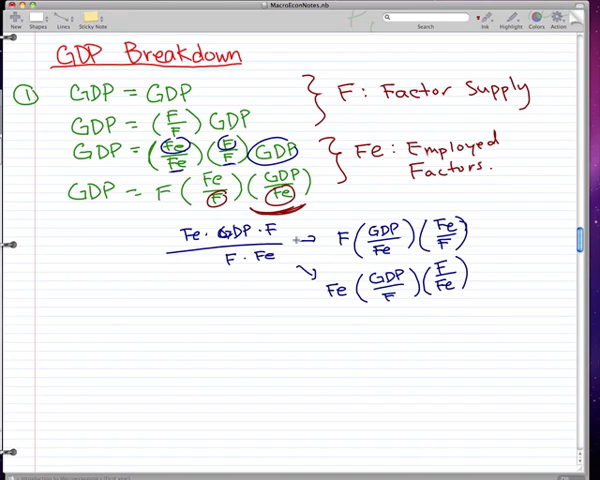 MacroEconNotes.nb
New Shapes Lines Sticky Note Search Ink Highlight Colors Action
GDP Breakdown
① GDP = GDP
GDP = (F/F) GDP
} F: Factor Supply
GDP = (Fe/Fe)(F/F) GDP
GDP = F (Fe/F)(GDP/Fe)
} Fe: Employed
Factors.
Fe · GDP · F / F · Fe → F (GDP/Fe)(Fe/F)
↘ Fe (GDP/F)(F/Fe)